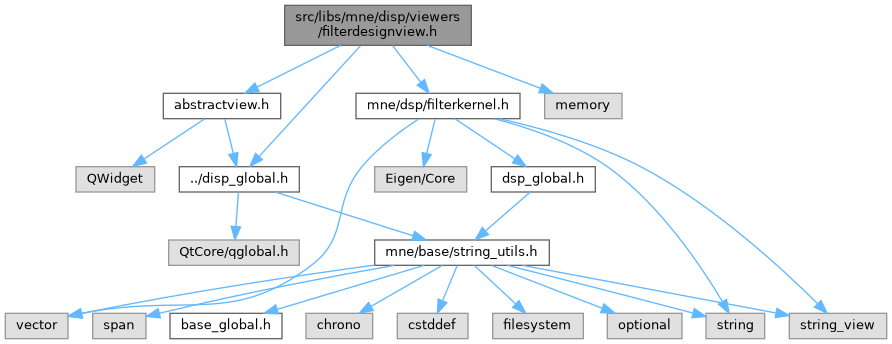 src/libs/mne/disp/viewers
/filterdesignview.h
abstractview.h
mne/dsp/filterkernel.h
memory
QWidget
../disp_global.h
Eigen/Core
dsp_global.h
QtCore/qglobal.h
mne/base/string_utils.h
vector
span
base_global.h
chrono
cstddef
filesystem
optional
string
string_view